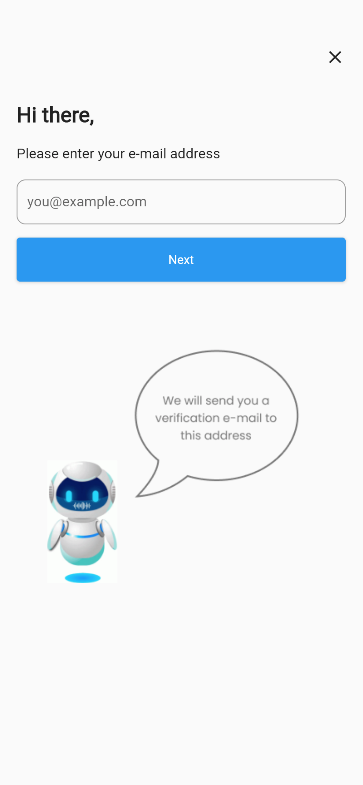 Hi there,
Please enter your e-mail address
you@example.com
Next
We will send you a
verification e-mail to
this address